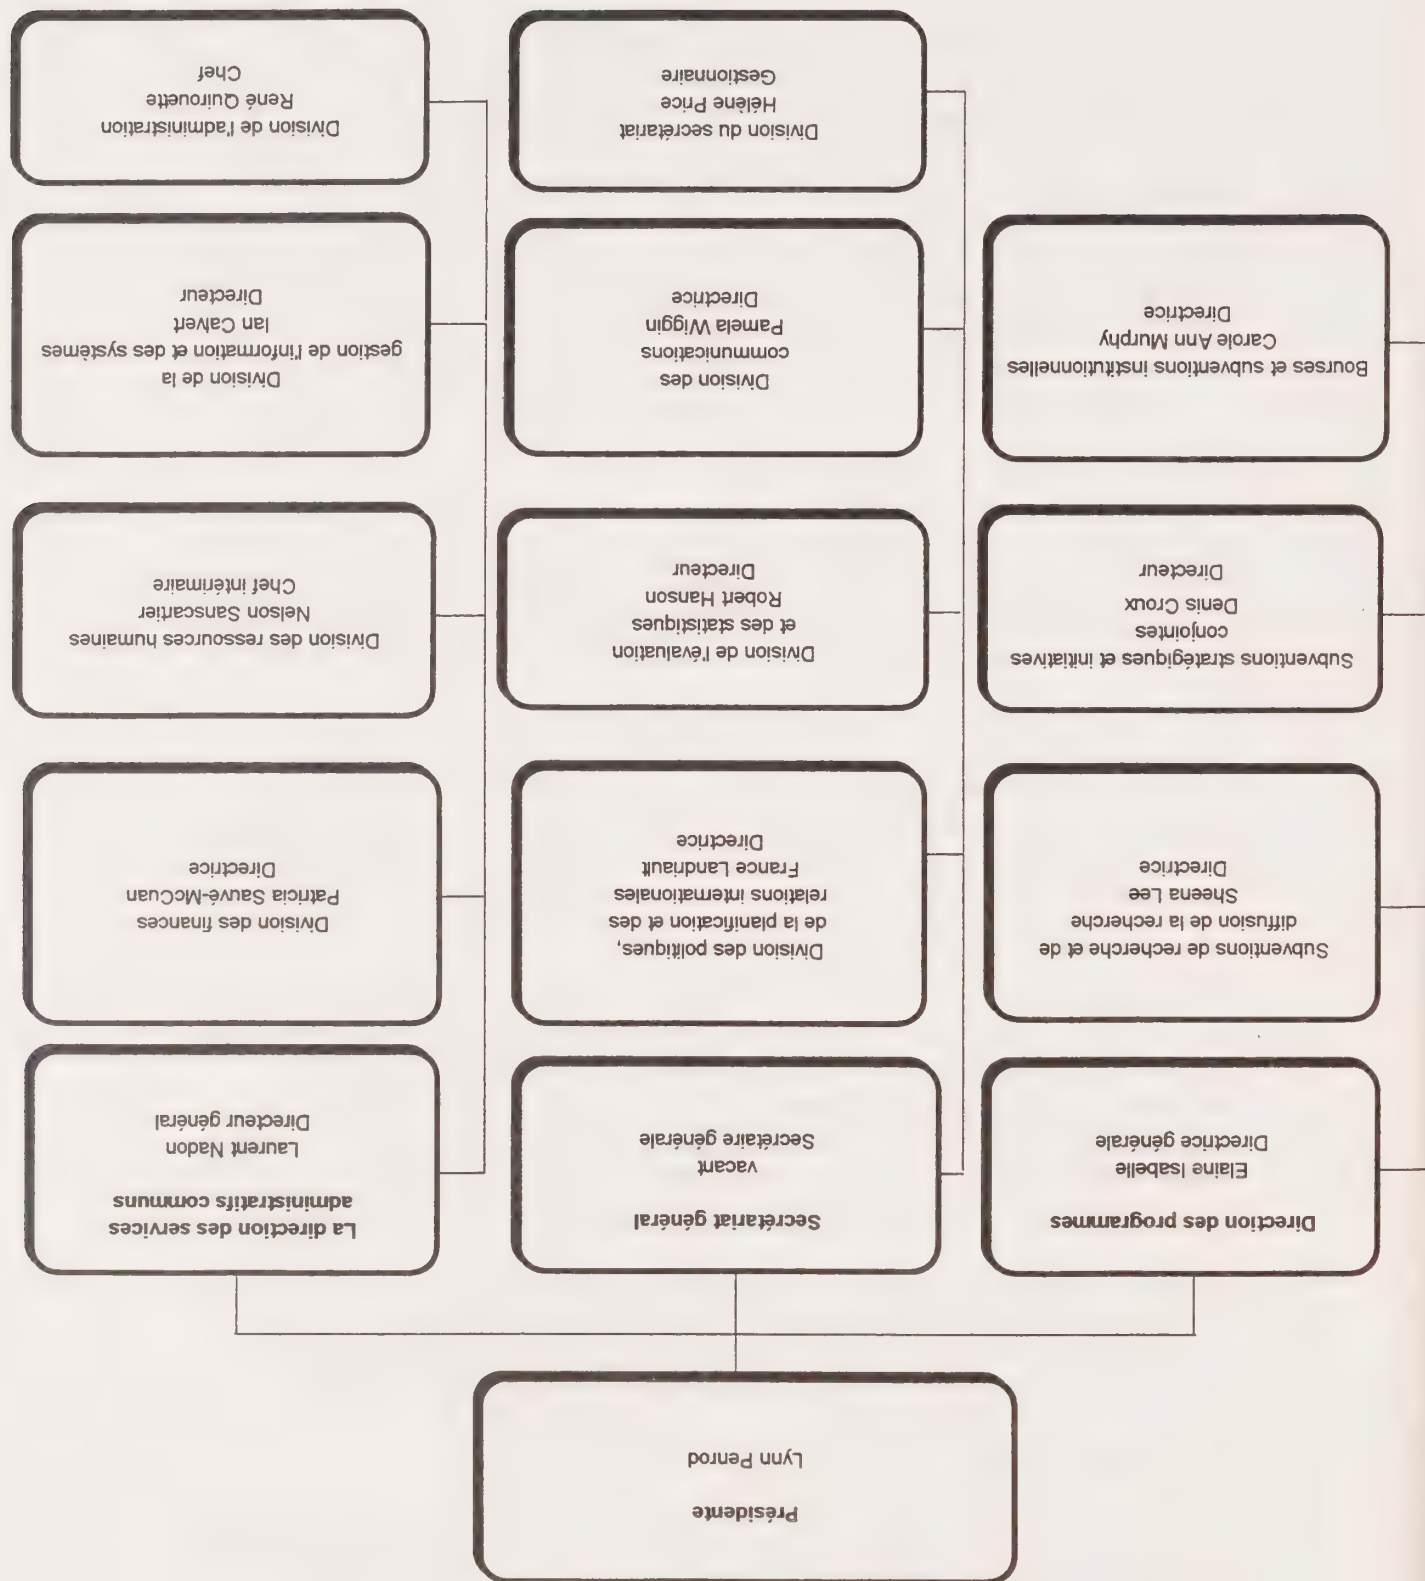 Présidente
Lynn Penrod
Direction des programmes
Elaine Isabelle
Directrice générale
Subventions de recherche et de
diffusion de la recherche
Sheena Lee
Directrice
Subventions stratégiques et initiatives
conjointes
Denis Croux
Directeur
Bourses et subventions institutionnelles
Carole Ann Murphy
Directrice
Secrétariat général
vacant
Secrétaire générale
Division des politiques,
de la planification et des
relations internationales
France Landriault
Directrice
Division de l'évaluation
et des statistiques
Robert Hanson
Directeur
Division des
communications
Pamela Wiggin
Directrice
Division du secrétariat
Hélène Price
Gestionnaire
La direction des services
administratifs communs
Laurent Nadon
Directeur général
Division des finances
Patricia Sauvé-McCuan
Directrice
Division des ressources humaines
Nelson Sanscartier
Chef intérimaire
Division de la
gestion de l'information et des systèmes
Ian Calvert
Directeur
Division de l'administration
René Quirouette
Chef